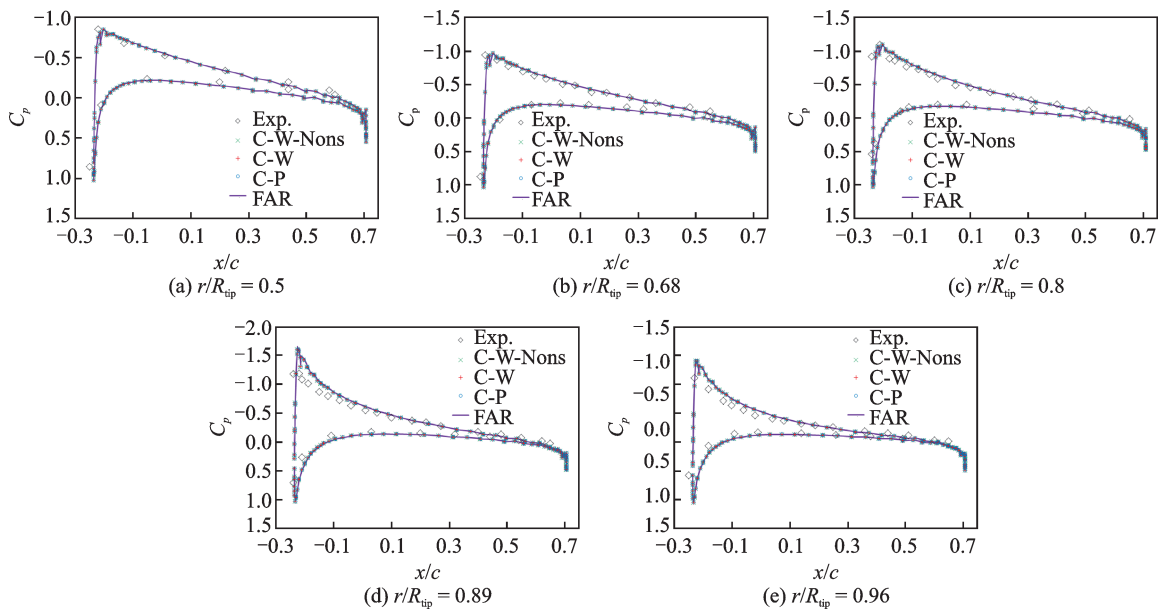 −1.0
−0.5
0.0
0.5
1.0
1.5
C_p
Exp.
C-W-Nons
C-W
C-P
FAR
−0.3 −0.1 0.1 0.3 0.5 0.7
x/c
(a) r/R_tip = 0.5
−1.5
−1.0
−0.5
0.0
0.5
1.0
1.5
C_p
Exp.
C-W-Nons
C-W
C-P
FAR
−0.3 −0.1 0.1 0.3 0.5 0.7
x/c
(b) r/R_tip = 0.68
−1.5
−1.0
−0.5
0.0
0.5
1.0
1.5
C_p
Exp.
C-W-Nons
C-W
C-P
FAR
−0.3 −0.1 0.1 0.3 0.5 0.7
x/c
(c) r/R_tip = 0.8
−2.0
−1.5
−1.0
−0.5
0.0
0.5
1.0
1.5
C_p
Exp.
C-W-Nons
C-W
C-P
FAR
−0.3 −0.1 0.1 0.3 0.5 0.7
x/c
(d) r/R_tip = 0.89
−1.5
−1.0
−0.5
0.0
0.5
1.0
1.5
C_p
Exp.
C-W-Nons
C-W
C-P
FAR
−0.3 −0.1 0.1 0.3 0.5 0.7
x/c
(e) r/R_tip = 0.96